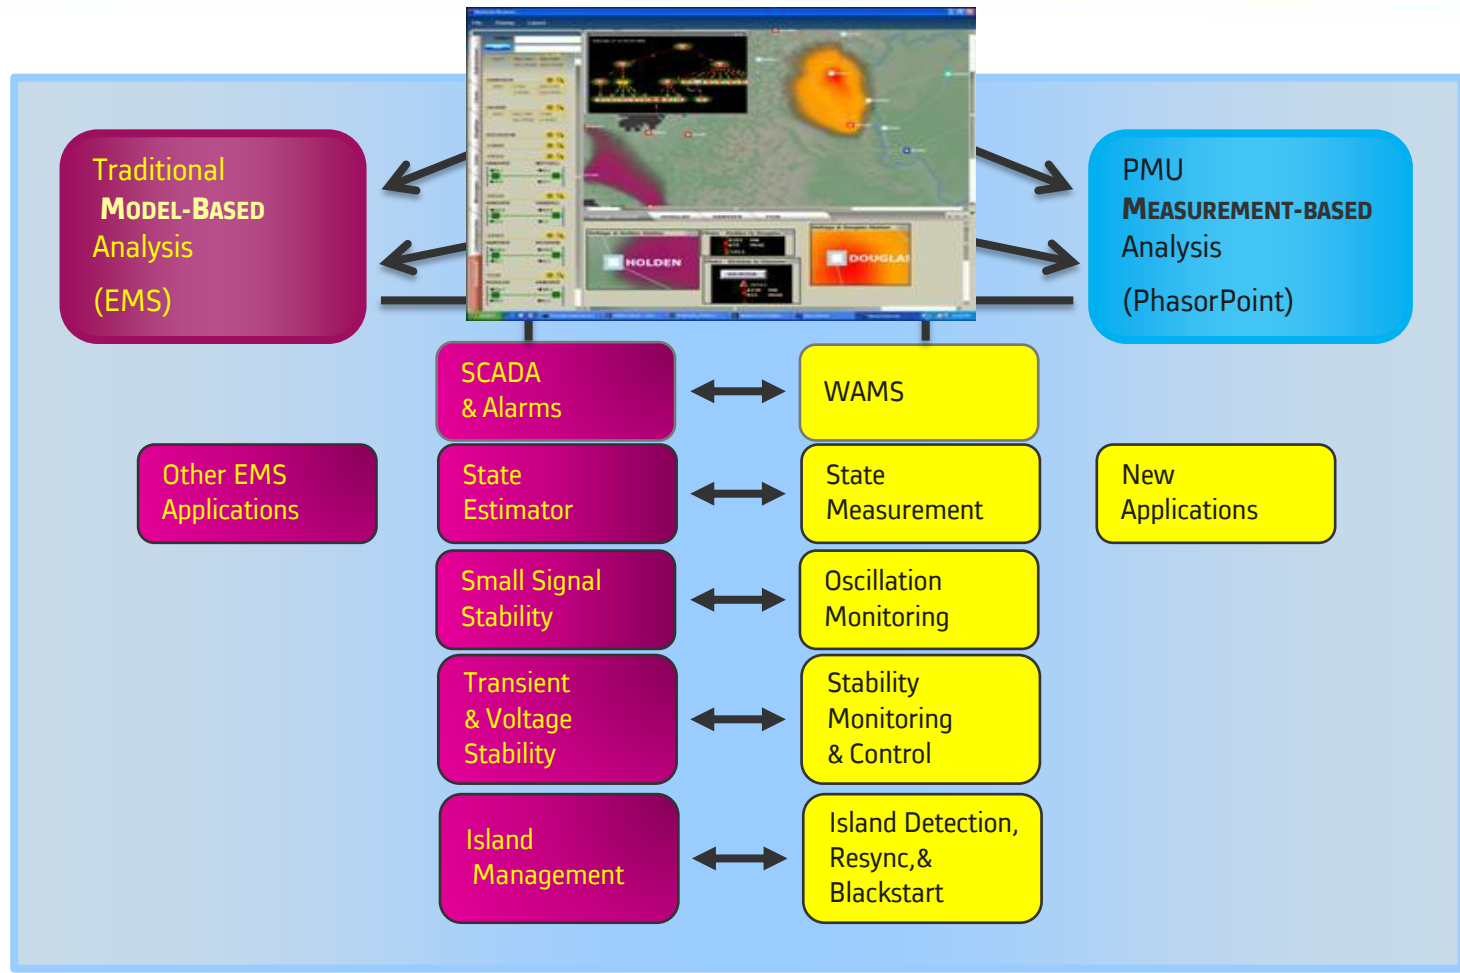 HOLDEN
DOUGLAS
Traditional
MODEL-BASED
Analysis
(EMS)
PMU
MEASUREMENT-BASED
Analysis
(PhasorPoint)
SCADA
& Alarms
WAMS
Other EMS
Applications
State
Estimator
State
Measurement
New
Applications
Small Signal
Stability
Oscillation
Monitoring
Transient
& Voltage
Stability
Stability
Monitoring
& Control
Island
Management
Island Detection,
Resync,&
Blackstart